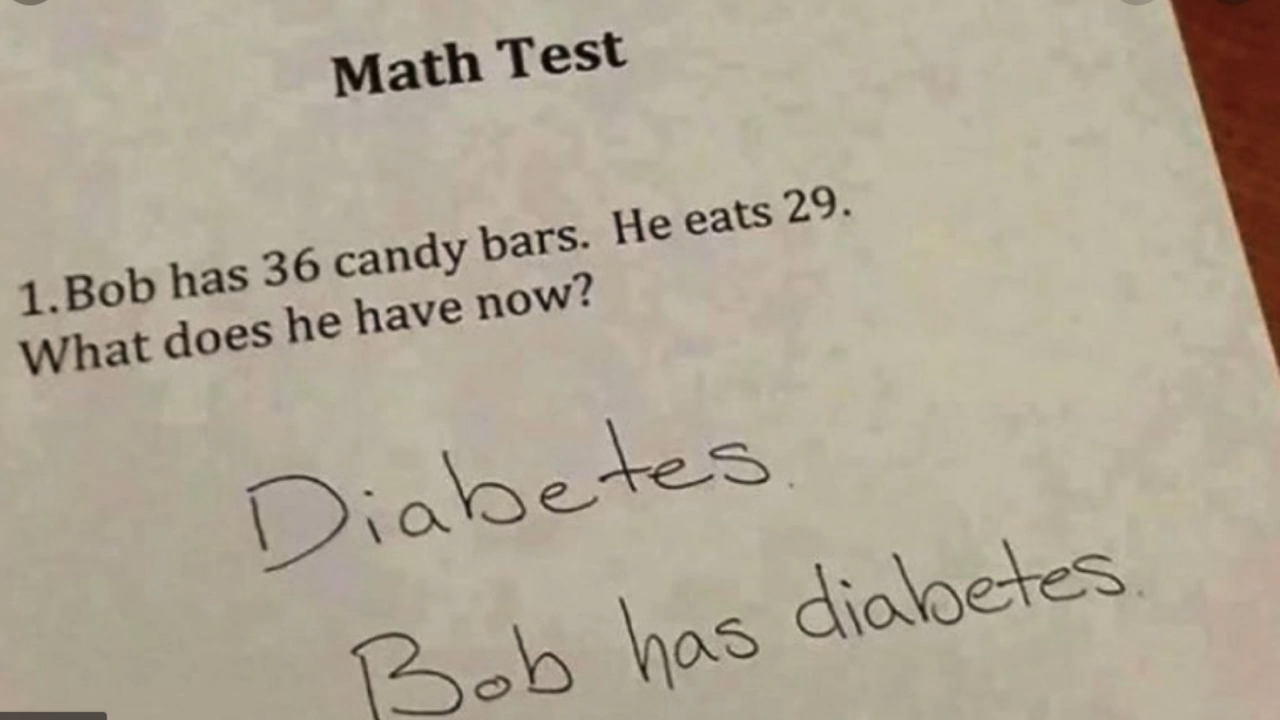 Math Test
1.Bob has 36 candy bars. He eats 29.
What does he have now?
Diabetes.
Bob has diabetes.